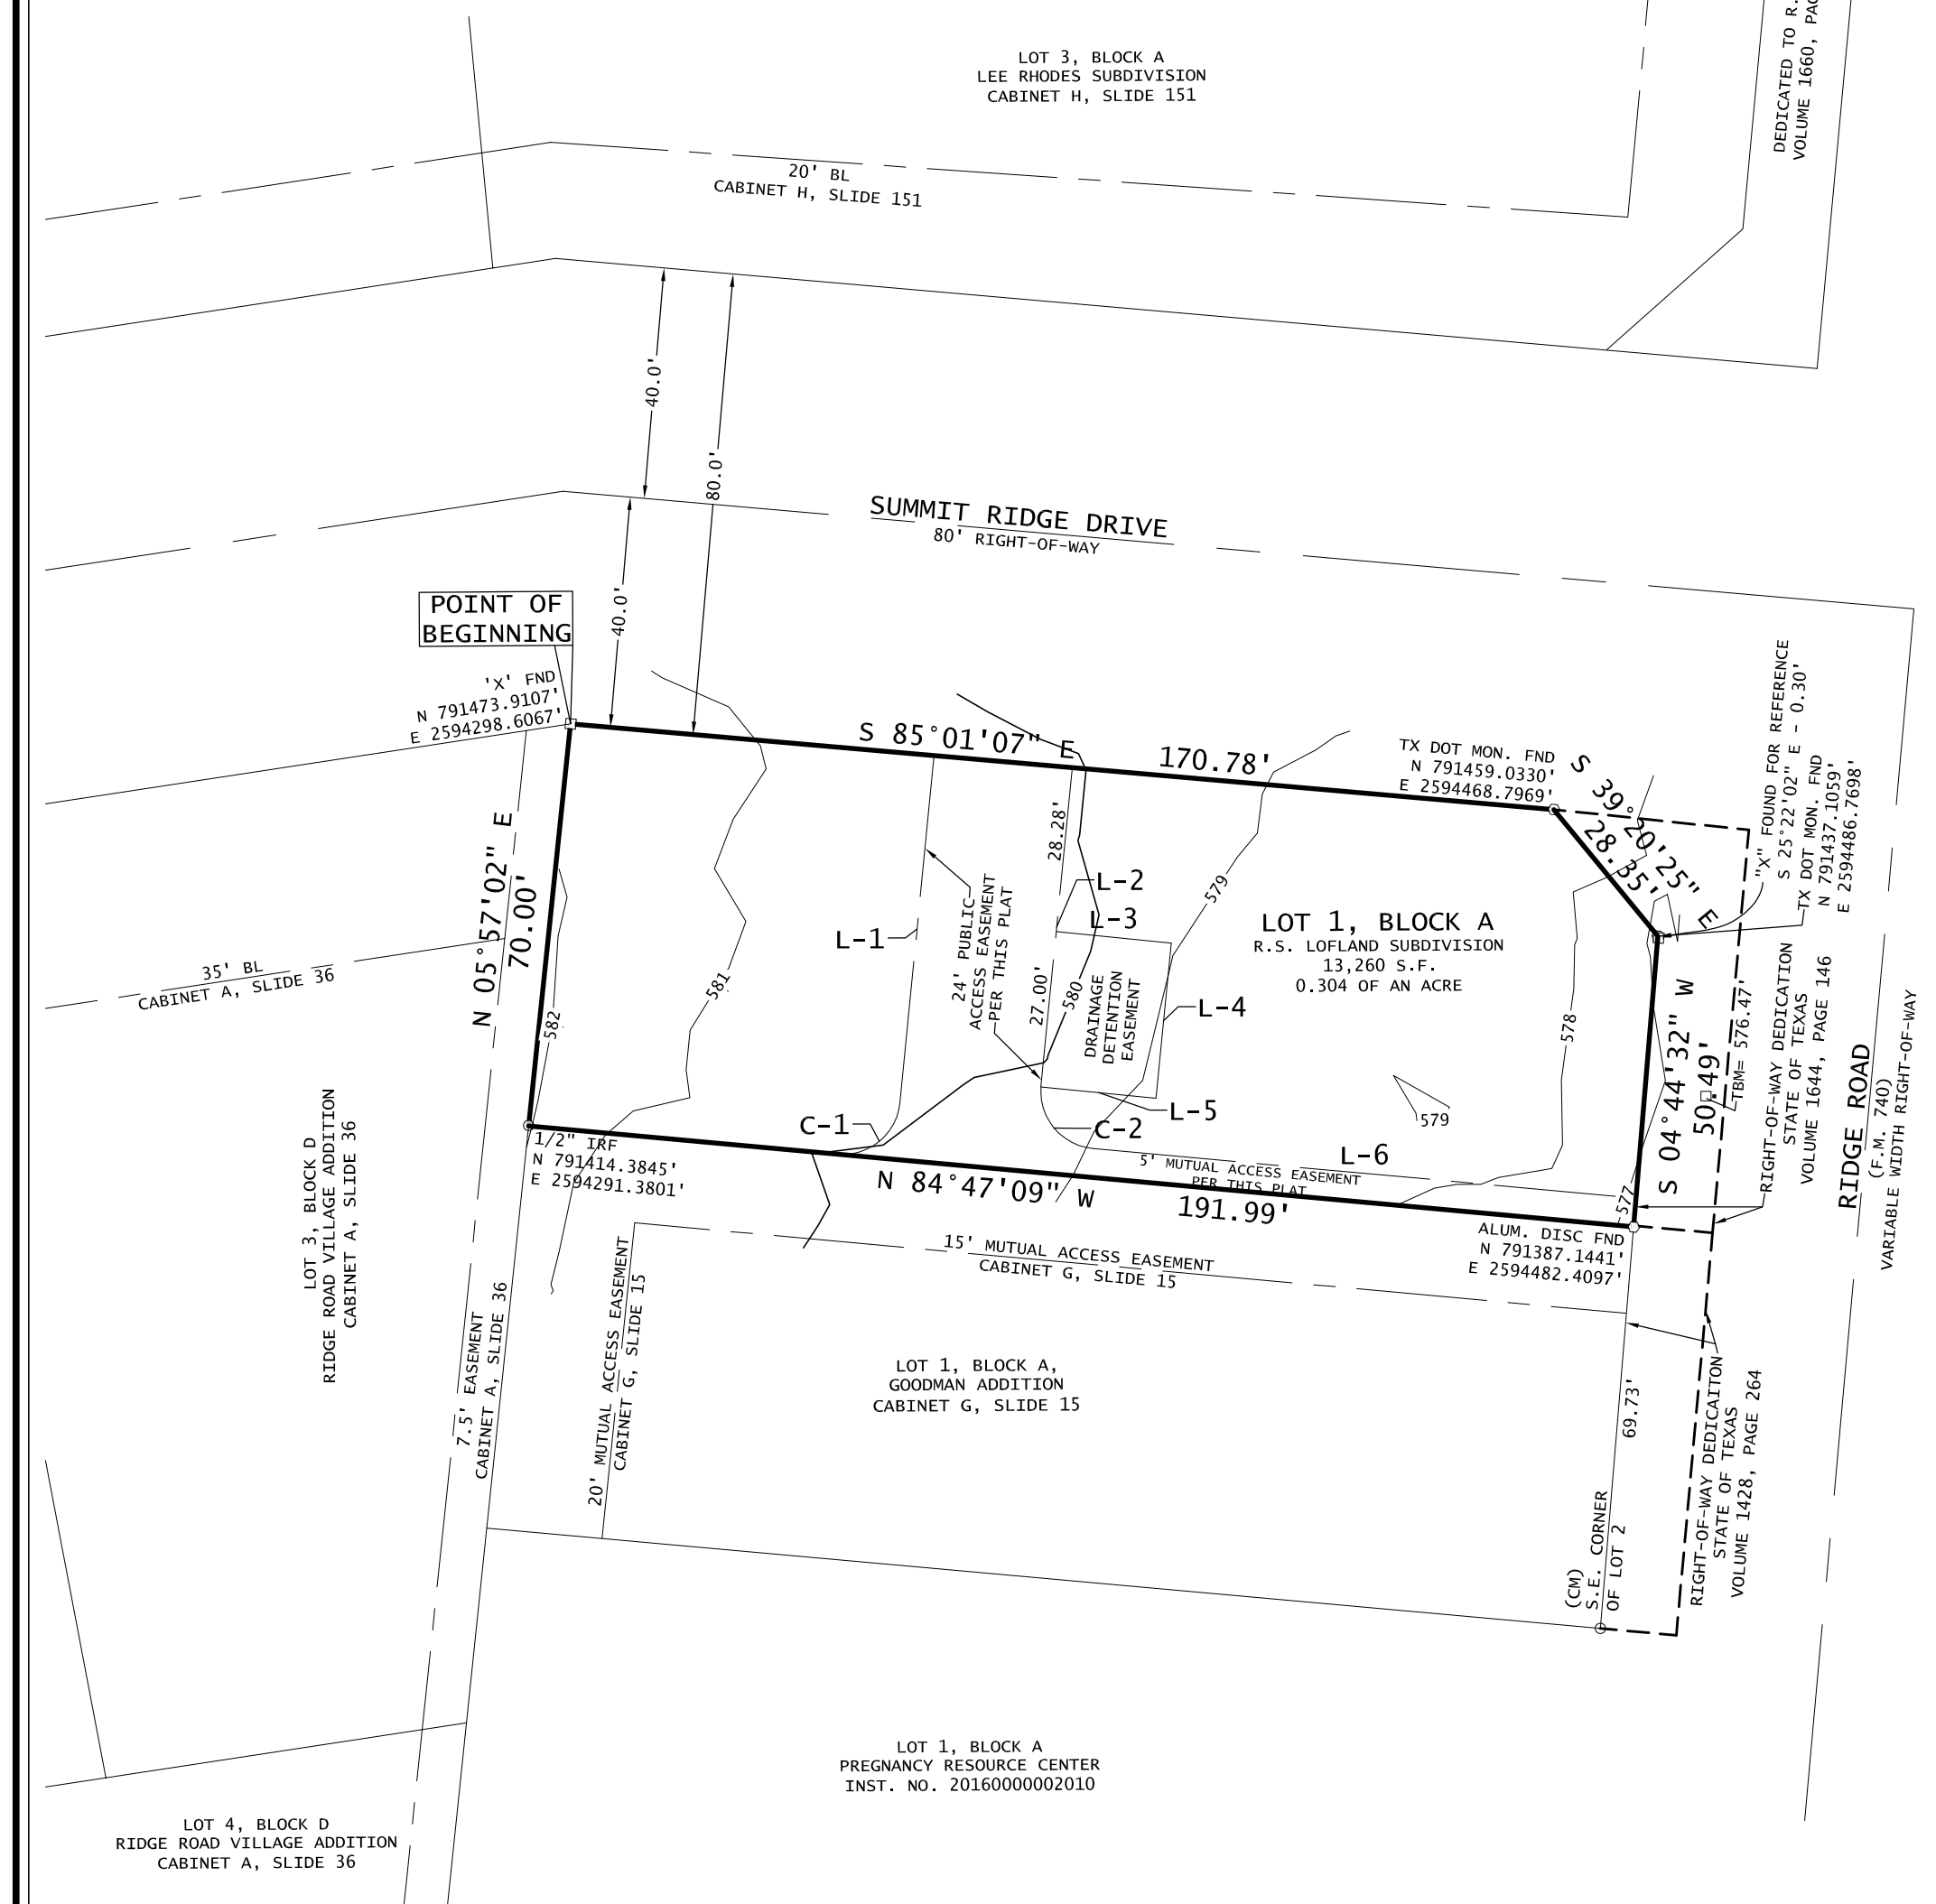 LOT 3, BLOCK A
LEE RHODES SUBDIVISION
CABINET H, SLIDE 151
DEDICATED TO R.
VOLUME 1660,
20' BL
CABINET H, SLIDE 151
40.0'
80.0'
SUMMIT RIDGE DRIVE
80' RIGHT-OF-WAY
40.0'
POINT OF
BEGINNING
'X' FND
N 791473.9107'
E 2594298.6067'
S 85°01'07" E 170.78'
TX DOT MON. FND
N 791459.0330'
E 2594468.7969'
S 39°20'25" E
28.35'
"X" FOUND FOR REFERENCE
S 25°22'02" E - 0.30'
TX DOT MON. FND
N 791437.1059'
E 2594486.7698'
N 05°57'02" E
70.00'
35' BL
CABINET A, SLIDE 36
582
581
L-1
24' PUBLIC
ACCESS EASEMENT
PER THIS PLAT
28.28'
L-2
L-3
27.00'
580
DRAINAGE
DETENTION
EASEMENT
L-4
579
LOT 1, BLOCK A
R.S. LOFLAND SUBDIVISION
13,260 S.F.
0.304 OF AN ACRE
578
579
577
S 04°44'32" W
50.49'
TBM= 576.47'
RIGHT-OF-WAY DEDICATION
STATE OF TEXAS
VOLUME 1644, PAGE 146
RIDGE ROAD
(F.M. 740)
VARIABLE WIDTH RIGHT-OF-WAY
C-1
C-2
L-5
L-6
5' MUTUAL ACCESS EASEMENT
PER THIS PLAT
1/2" IRF
N 791414.3845'
E 2594291.3801'
N 84°47'09" W 191.99'
ALUM. DISC FND
N 791387.1441'
E 2594482.4097'
15' MUTUAL ACCESS EASEMENT
CABINET G, SLIDE 15
LOT 3, BLOCK D
RIDGE ROAD VILLAGE ADDITION
CABINET A, SLIDE 36
7.5' EASEMENT
CABINET A, SLIDE 36
20' MUTUAL ACCESS EASEMENT
CABINET G, SLIDE 15
LOT 1, BLOCK A,
GOODMAN ADDITION
CABINET G, SLIDE 15
69.73'
(CM)
S.E. CORNER
OF LOT 2
RIGHT-OF-WAY DEDICAITON
STATE OF TEXAS
VOLUME 1428, PAGE 264
LOT 1, BLOCK A
PREGNANCY RESOURCE CENTER
INST. NO. 20160000002010
LOT 4, BLOCK D
RIDGE ROAD VILLAGE ADDITION
CABINET A, SLIDE 36